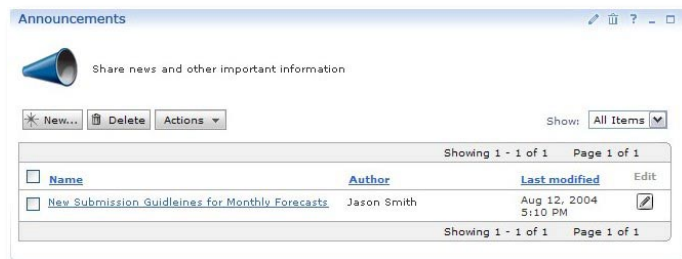 Announcements ?
Share news and other important information
New... Delete Actions Show: All Items
Showing 1 - 1 of 1 Page 1 of 1
Name Author Last modified Edit
New Submission Guidleines for Monthly Forecasts Jason Smith Aug 12, 2004
5:10 PM
Showing 1 - 1 of 1 Page 1 of 1